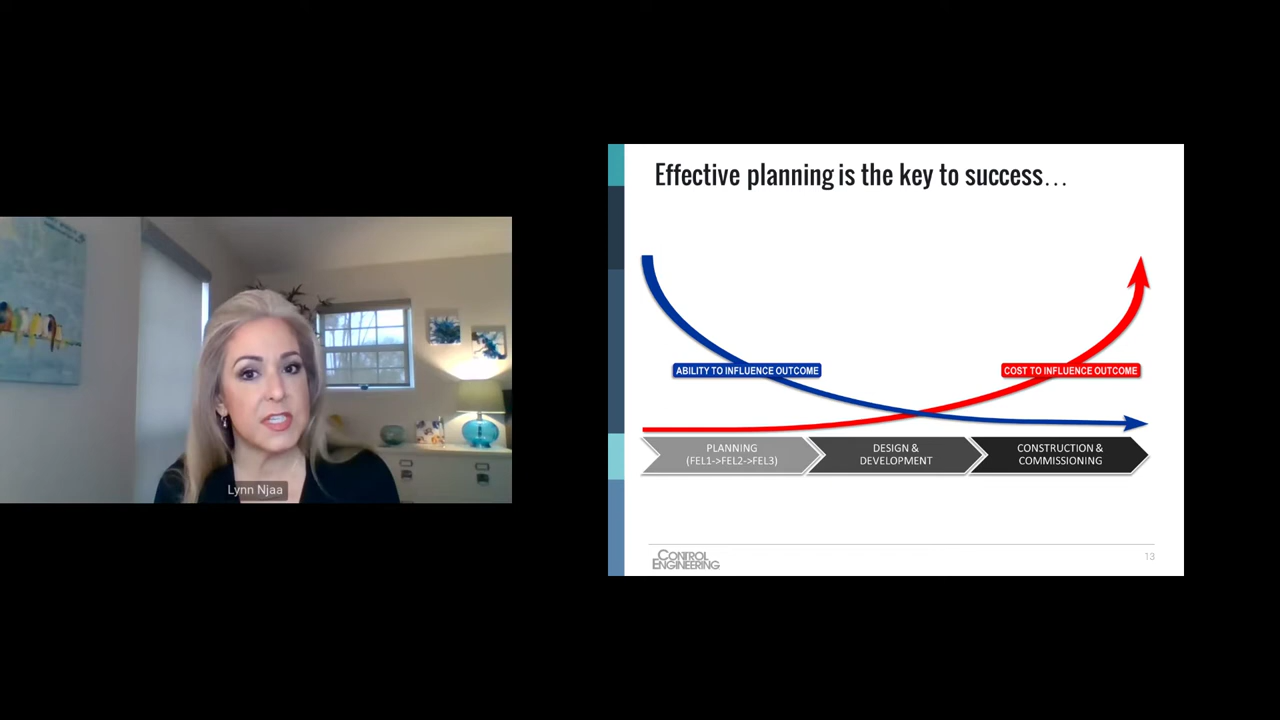 Lynn Njaa
Effective planning is the key to success...
ABILITY TO INFLUENCE OUTCOME
COST TO INFLUENCE OUTCOME
PLANNING
(FEL1->FEL2->FEL3)
DESIGN &
DEVELOPMENT
CONSTRUCTION &
COMMISSIONING
CONTROL
ENGINEERING
13